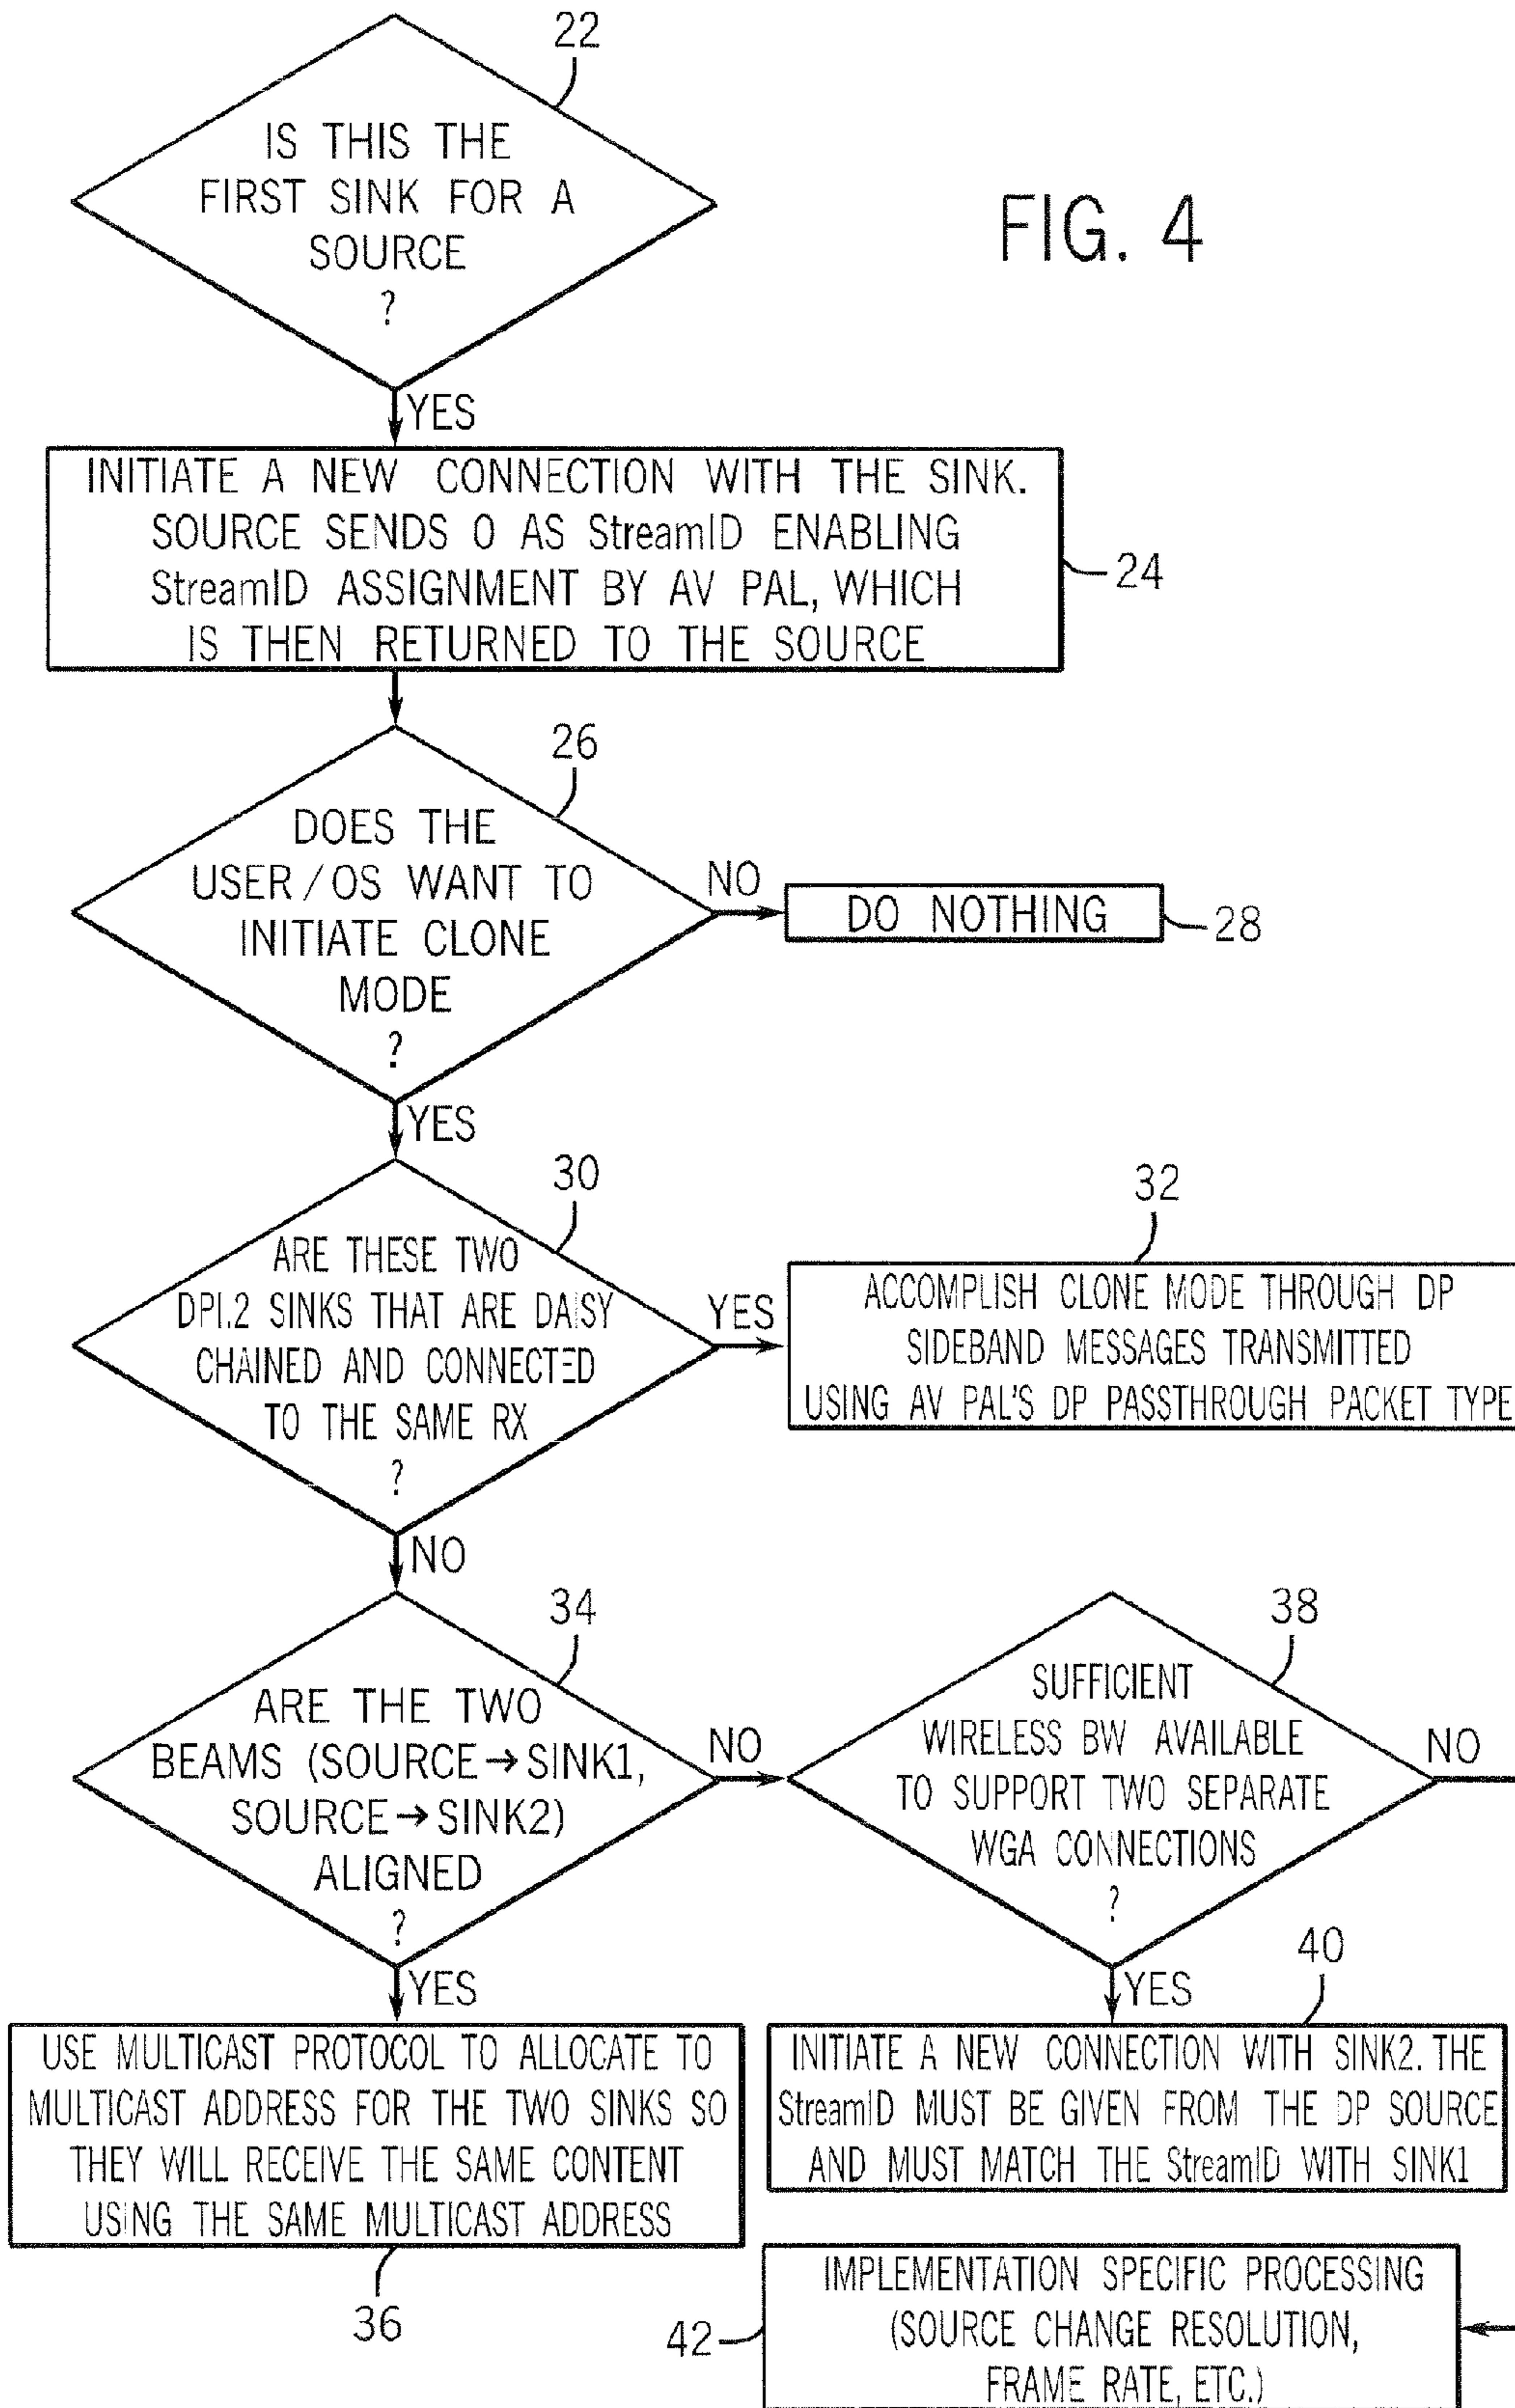 22
IS THIS THE
FIRST SINK FOR A
SOURCE
?
FIG. 4
YES
INITIATE A NEW CONNECTION WITH THE SINK.
SOURCE SENDS 0 AS StreamID ENABLING
StreamID ASSIGNMENT BY AV PAL, WHICH
IS THEN RETURNED TO THE SOURCE
24
26
DOES THE
USER/OS WANT TO
INITIATE CLONE
MODE
?
NO
DO NOTHING
28
YES
30
ARE THESE TWO
DP1.2 SINKS THAT ARE DAISY
CHAINED AND CONNECTED
TO THE SAME RX
?
YES
32
ACCOMPLISH CLONE MODE THROUGH DP
SIDEBAND MESSAGES TRANSMITTED
USING AV PAL'S DP PASSTHROUGH PACKET TYPE
NO
34
ARE THE TWO
BEAMS (SOURCE→SINK1,
SOURCE→SINK2)
ALIGNED
?
NO
38
SUFFICIENT
WIRELESS BW AVAILABLE
TO SUPPORT TWO SEPARATE
WGA CONNECTIONS
?
NO
YES
USE MULTICAST PROTOCOL TO ALLOCATE TO
MULTICAST ADDRESS FOR THE TWO SINKS SO
THEY WILL RECEIVE THE SAME CONTENT
USING THE SAME MULTICAST ADDRESS
36
YES
40
INITIATE A NEW CONNECTION WITH SINK2. THE
StreamID MUST BE GIVEN FROM THE DP SOURCE
AND MUST MATCH THE StreamID WITH SINK1
42
IMPLEMENTATION SPECIFIC PROCESSING
(SOURCE CHANGE RESOLUTION,
FRAME RATE, ETC.)